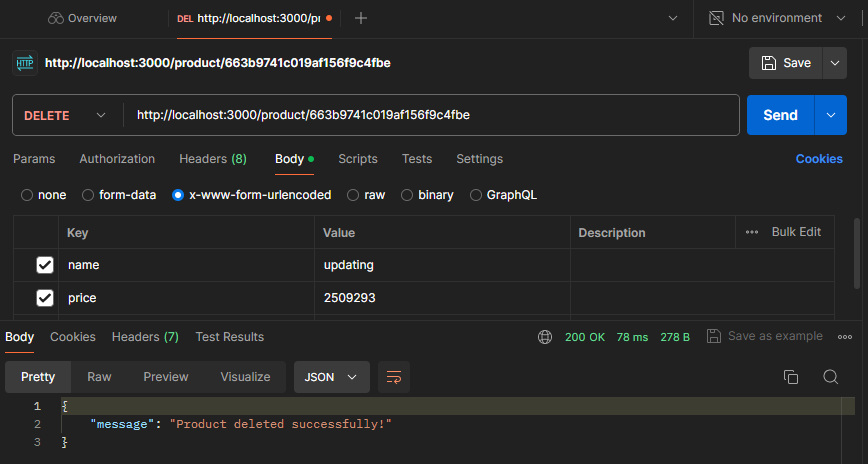 Overview DEL http://localhost:3000/pr No environment
HTTP http://localhost:3000/product/663b9741c019af156f9c4fbe Save
DELETE http://localhost:3000/product/663b9741c019af156f9c4fbe Send
Params Authorization Headers (8) Body Scripts Tests Settings Cookies
none form-data x-www-form-urlencoded raw binary GraphQL
Key Value Description Bulk Edit
name updating
price 2509293
Body Cookies Headers (7) Test Results 200 OK 78 ms 278 B Save as example
Pretty Raw Preview Visualize JSON
1 {
2 "message": "Product deleted successfully!"
3 }